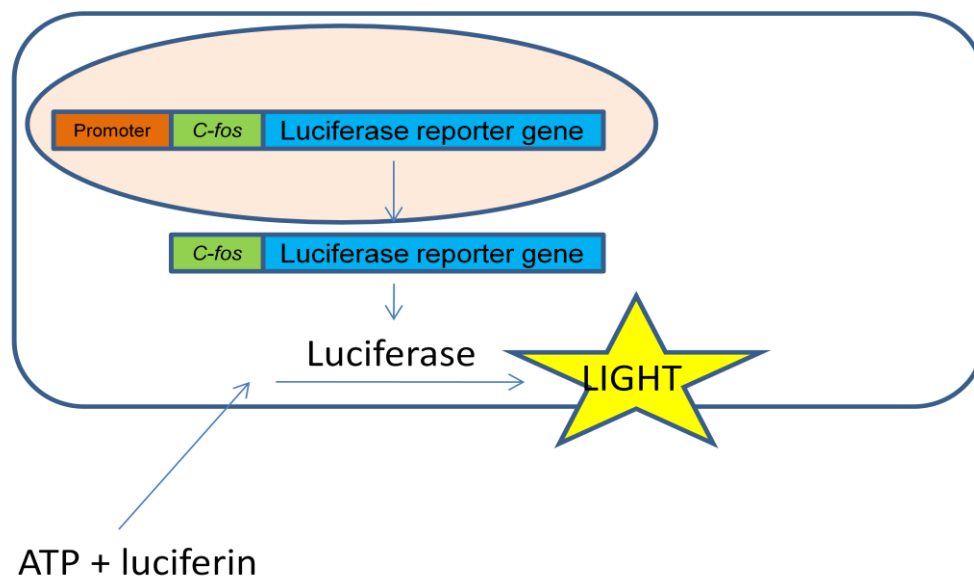 Promoter C-fos Luciferase reporter gene
C-fos Luciferase reporter gene
Luciferase
LIGHT
ATP + luciferin